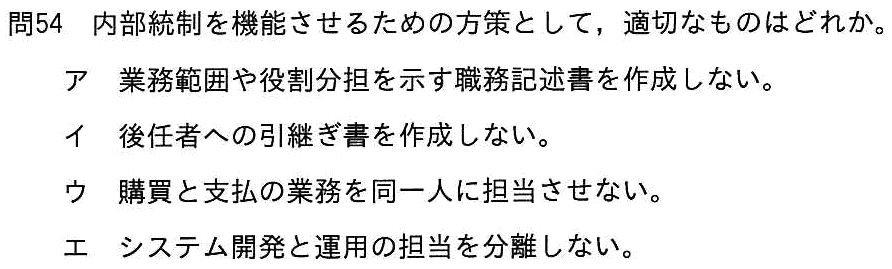 問54　内部統制を機能させるための方策として，適切なものはどれか。
ア　業務範囲や役割分担を示す職務記述書を作成しない。
イ　後任者への引継ぎ書を作成しない。
ウ　購買と支払の業務を同一人に担当させない。
エ　システム開発と運用の担当を分離しない。